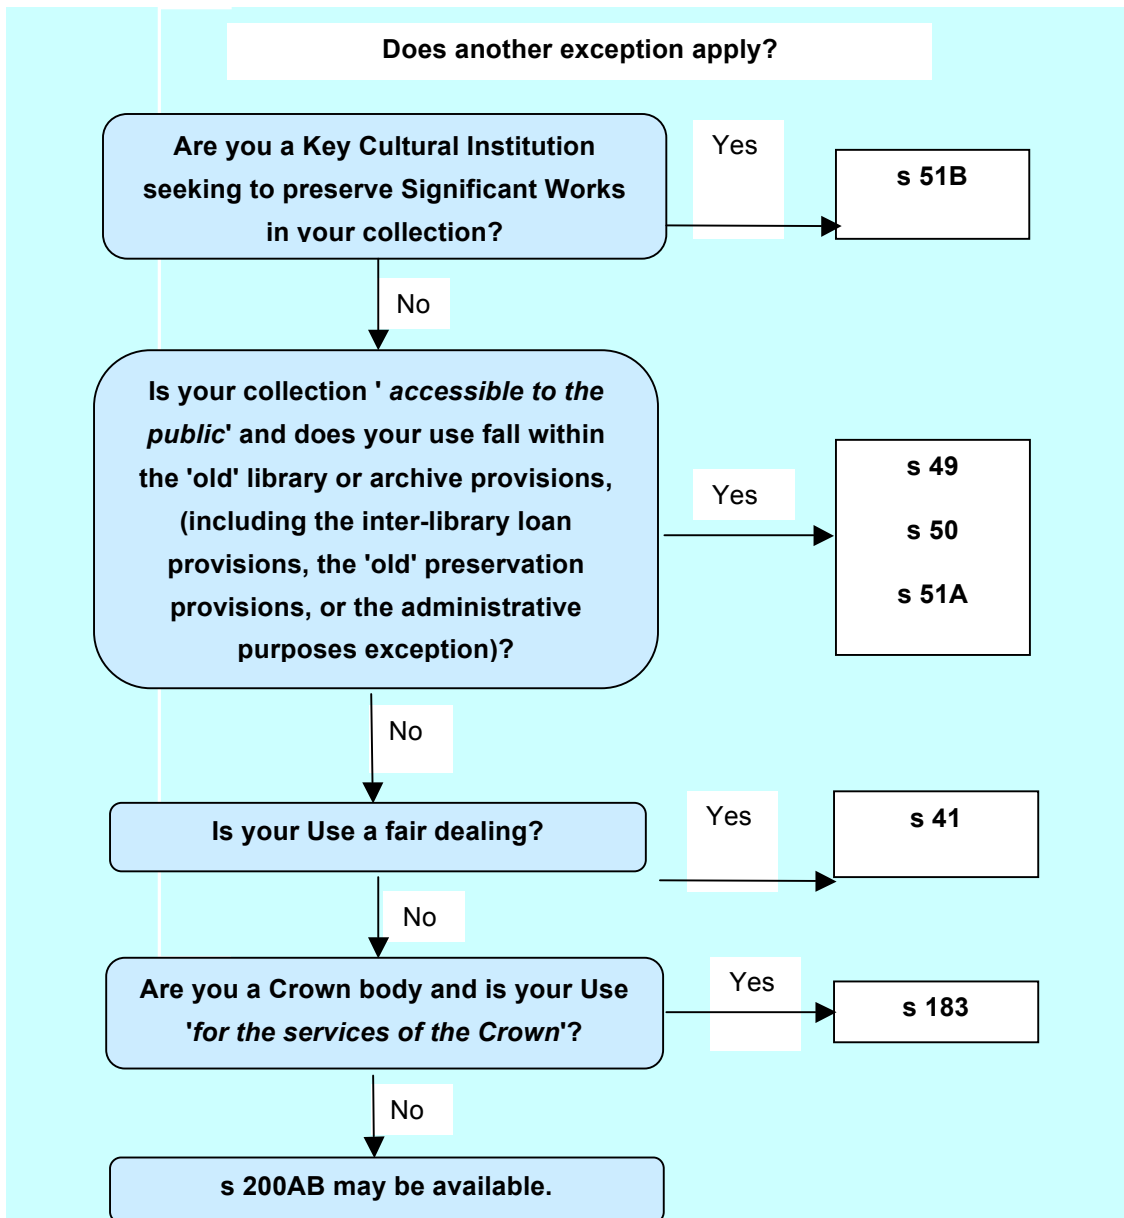 Does another exception apply?
Are you a Key Cultural Institution
seeking to preserve Significant Works
in your collection?
Yes
s 51B
No
Is your collection ' accessible to the
public' and does your use fall within
the 'old' library or archive provisions,
(including the inter-library loan
provisions, the 'old' preservation
provisions, or the administrative
purposes exception)?
Yes
s 49
s 50
s 51A
No
Is your Use a fair dealing?
Yes
s 41
No
Are you a Crown body and is your Use
'for the services of the Crown'?
Yes
s 183
No
s 200AB may be available.